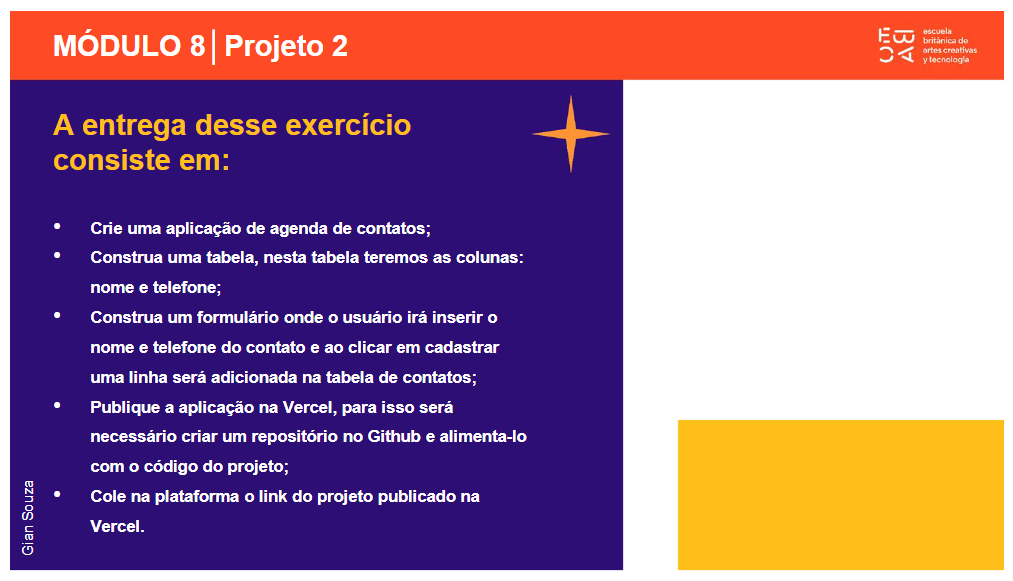 MÓDULO 8 | Projeto 2
EBAC
escuela
británica de
artes creativas
y tecnología
A entrega desse exercício
consiste em:
• Crie uma aplicação de agenda de contatos;
• Construa uma tabela, nesta tabela teremos as colunas:
nome e telefone;
• Construa um formulário onde o usuário irá inserir o
nome e telefone do contato e ao clicar em cadastrar
uma linha será adicionada na tabela de contatos;
• Publique a aplicação na Vercel, para isso será
necessário criar um repositório no Github e alimenta-lo
com o código do projeto;
• Cole na plataforma o link do projeto publicado na
Vercel.
Gian Souza